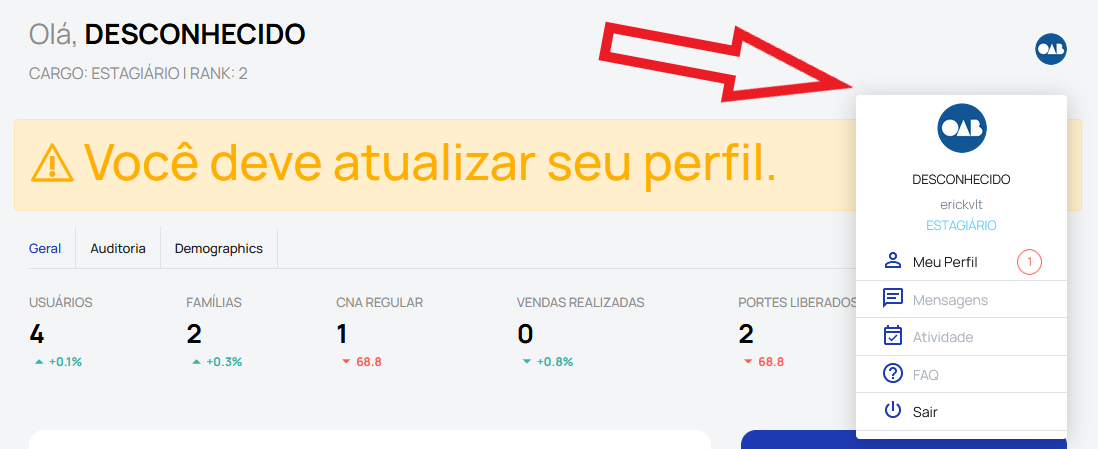 Olá, DESCONHECIDO
CARGO: ESTAGIÁRIO | RANK: 2
OAB
Você deve atualizar seu perfil.
Geral
Auditoria
Demographics
USUÁRIOS
4
+0.1%
FAMÍLIAS
2
+0.3%
CNA REGULAR
1
68.8
VENDAS REALIZADAS
0
+0.8%
PORTES LIBERADOS
2
68.8
OAB
DESCONHECIDO
erickvlt
ESTAGIÁRIO
Meu Perfil 1
Mensagens
Atividade
FAQ
Sair